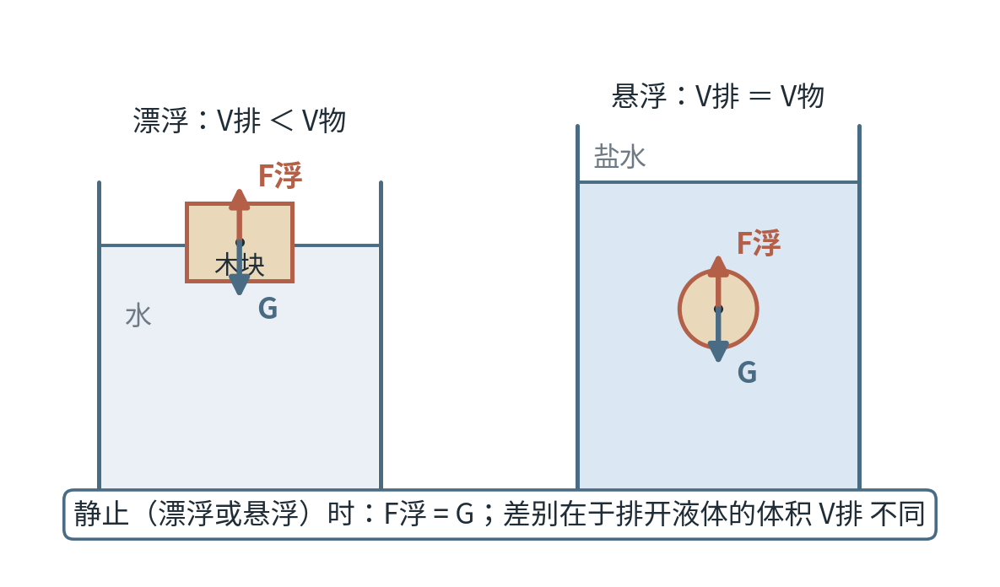 漂浮：V排 ＜ V物
F浮
木块
G
水
悬浮：V排 ＝ V物
盐水
F浮
G
静止（漂浮或悬浮）时：F浮 = G；差别在于排开液体的体积 V排 不同